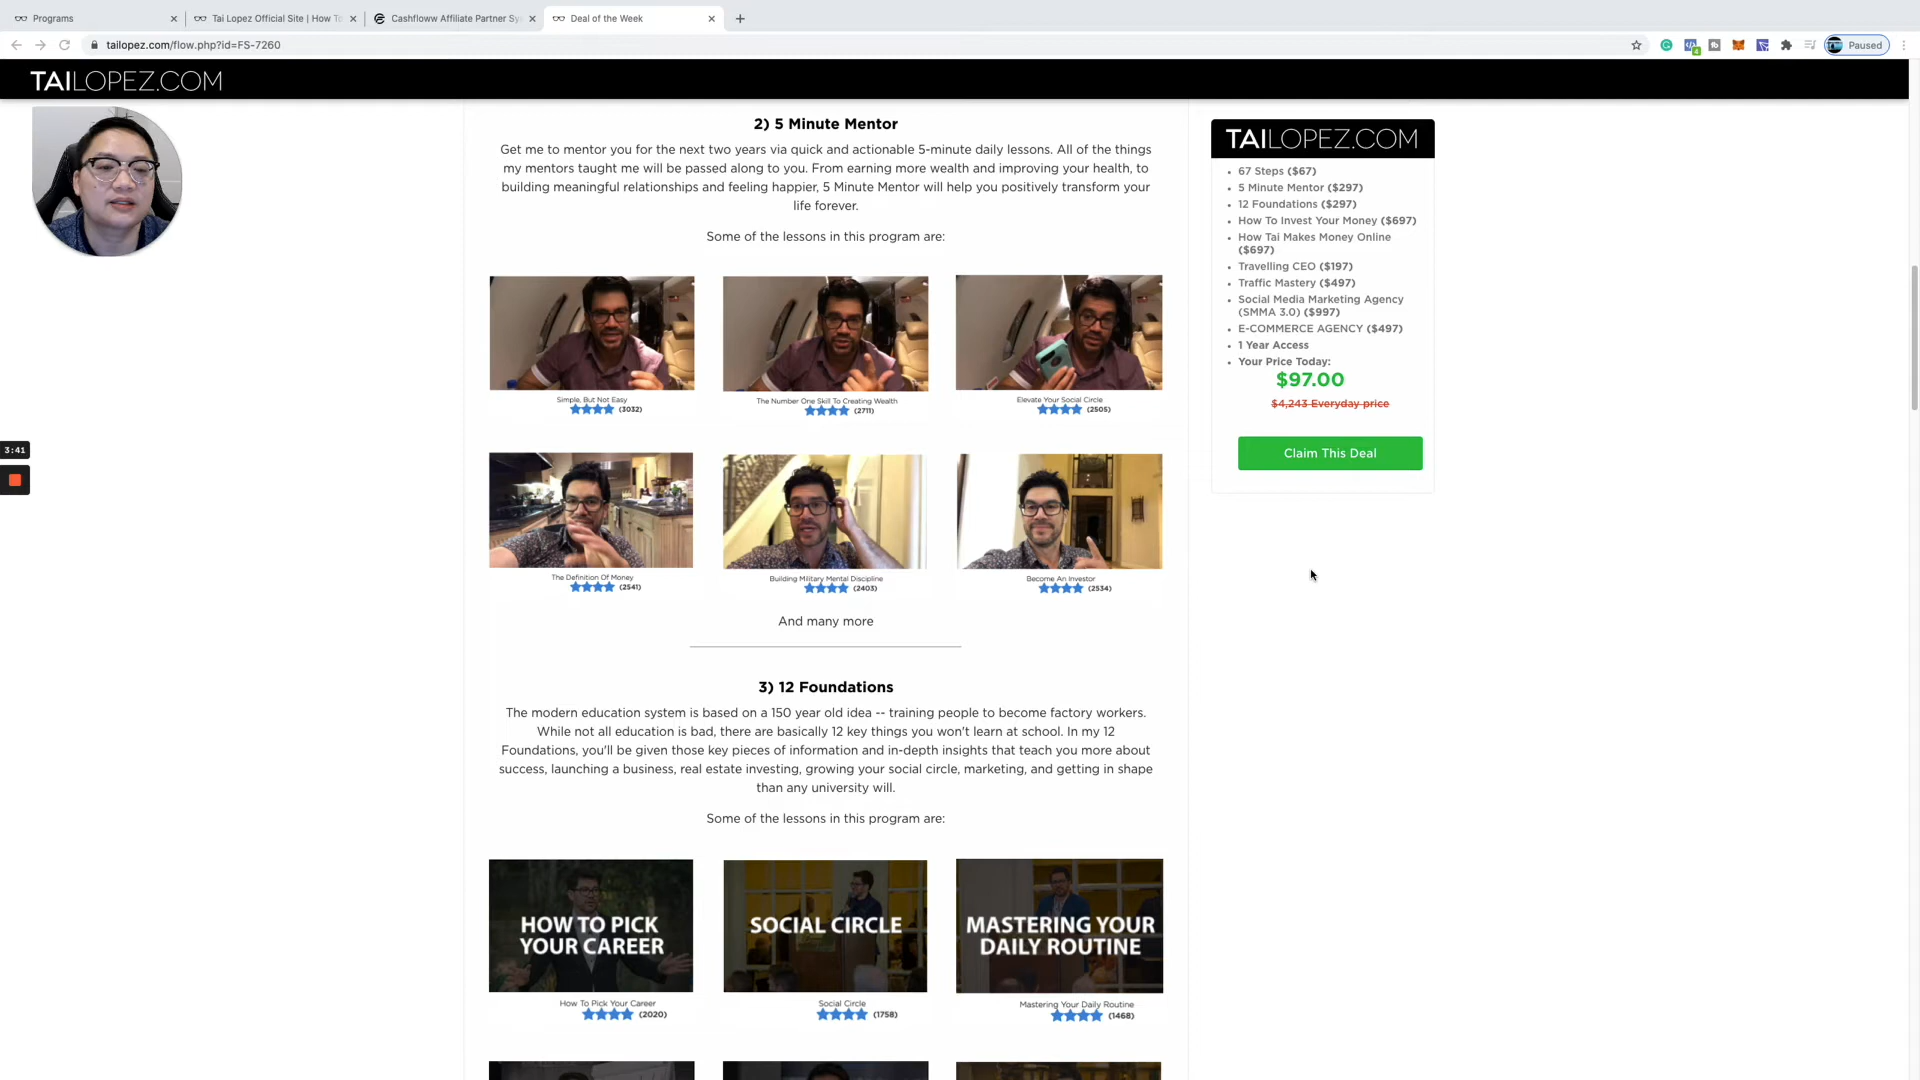 Programs
Tai Lopez Official Site | How To
Cashfloww Affiliate Partner Sy
Deal of the Week
tailopez.com/flow.php?id=FS-7260
4
Paused
TAILOPEZ.COM
2) 5 Minute Mentor
Get me to mentor you for the next two years via quick and actionable 5-minute daily lessons. All of the things
my mentors taught me will be passed along to you. From earning more wealth and improving your health, to
building meaningful relationships and feeling happier, 5 Minute Mentor will help you positively transform your
life forever.
Some of the lessons in this program are:
Simple, But Not Easy
(3032)
The Number One Skill To Creating Wealth
(2711)
Elevate Your Social Circle
(2505)
The Definition Of Money
(2541)
Building Military Mental Discipline
(2403)
Become An Investor
(2534)
And many more
3) 12 Foundations
The modern education system is based on a 150 year old idea -- training people to become factory workers.
While not all education is bad, there are basically 12 key things you won't learn at school. In my 12
Foundations, you'll be given those key pieces of information and in-depth insights that teach you more about
success, launching a business, real estate investing, growing your social circle, marketing, and getting in shape
than any university will.
Some of the lessons in this program are:
HOW TO PICK
YOUR CAREER
How To Pick Your Career
(2020)
SOCIAL CIRCLE
Social Circle
(1758)
MASTERING YOUR
DAILY ROUTINE
Mastering Your Daily Routine
(1468)
TAILOPEZ.COM
67 Steps ($67)
5 Minute Mentor ($297)
12 Foundations ($297)
How To Invest Your Money ($697)
How Tai Makes Money Online
($697)
Travelling CEO ($197)
Traffic Mastery ($497)
Social Media Marketing Agency
(SMMA 3.0) ($997)
E-COMMERCE AGENCY ($497)
1 Year Access
Your Price Today:
$97.00
$4,243 Everyday price
Claim This Deal
3:41